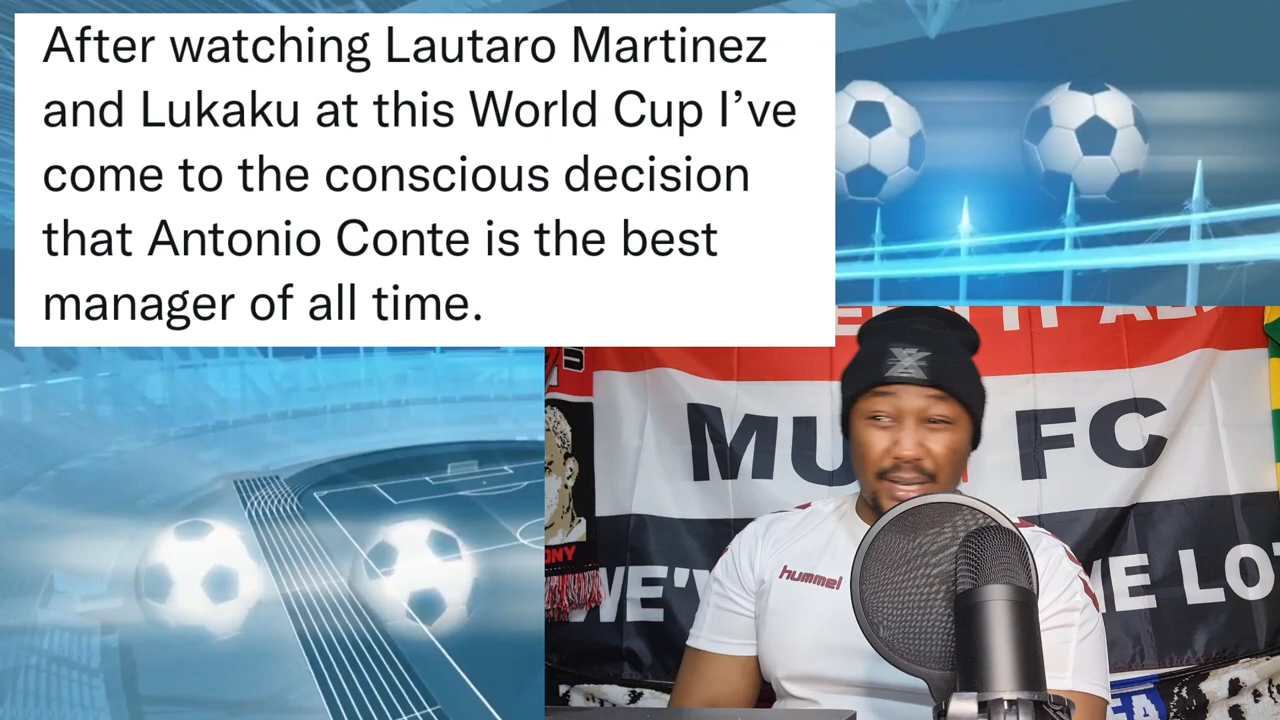 After watching Lautaro Martinez
and Lukaku at this World Cup I’ve
come to the conscious decision
that Antonio Conte is the best
manager of all time.
MU FC
hummel
WE'